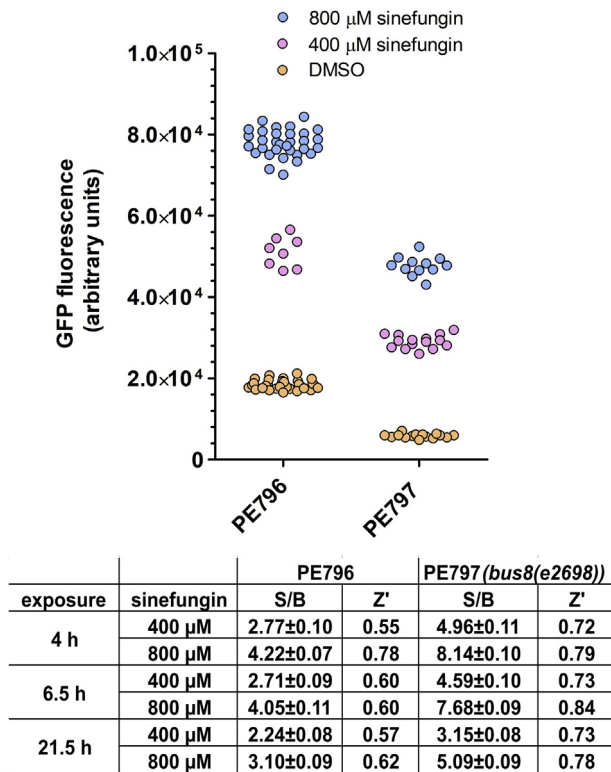 800 μM sinefungin
400 μM sinefungin
DMSO
1.0×10⁵
8.0×10⁴
6.0×10⁴
4.0×10⁴
2.0×10⁴
0
GFP fluorescence
(arbitrary units)
PE796 PE797
PE796 PE797 (bus8(e2698))
exposure sinefungin S/B Z' S/B Z'
4 h 400 μM 2.77±0.10 0.55 4.96±0.11 0.72
800 μM 4.22±0.07 0.78 8.14±0.10 0.79
6.5 h 400 μM 2.71±0.09 0.60 4.59±0.10 0.73
800 μM 4.05±0.11 0.60 7.68±0.09 0.84
21.5 h 400 μM 2.24±0.08 0.57 3.15±0.08 0.73
800 μM 3.10±0.09 0.62 5.09±0.09 0.78